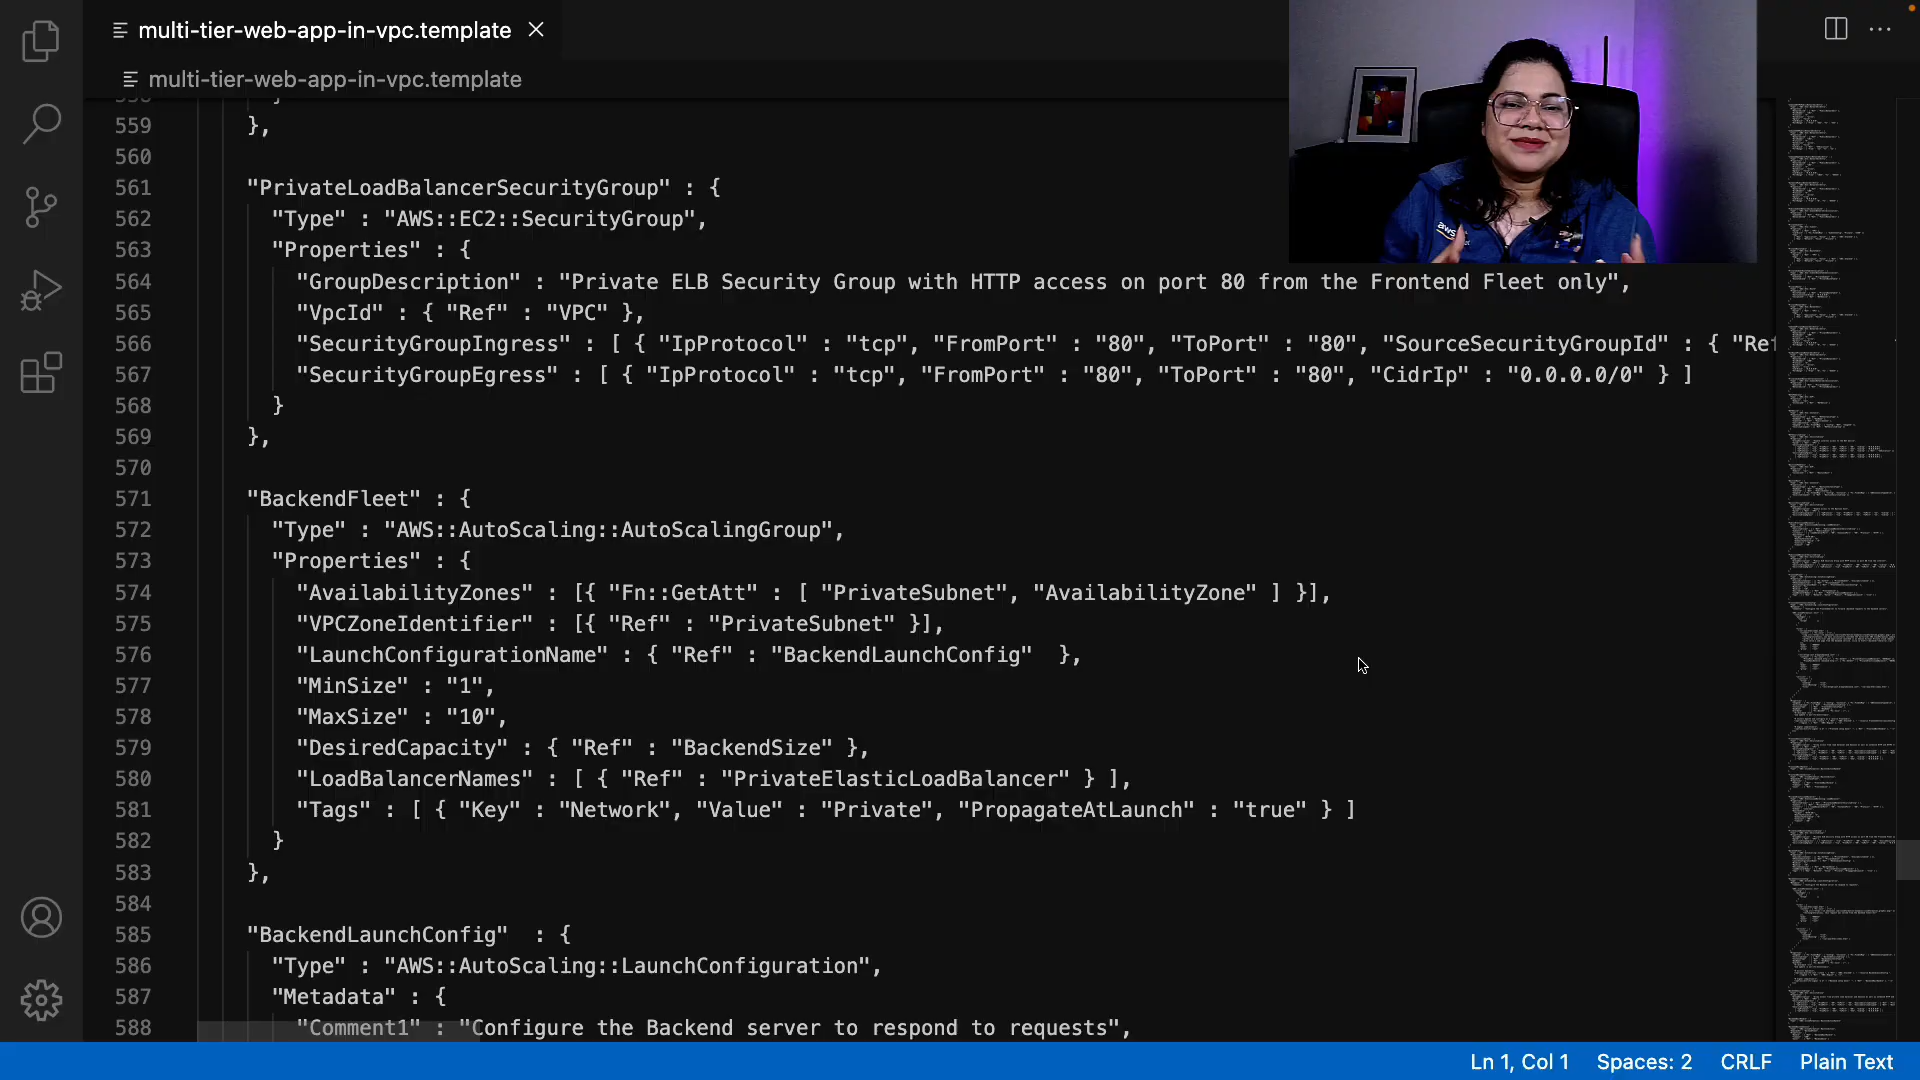 multi-tier-web-app-in-vpc.template
multi-tier-web-app-in-vpc.template
559 },
560
561 "PrivateLoadBalancerSecurityGroup" : {
562 "Type" : "AWS::EC2::SecurityGroup",
563 "Properties" : {
564 "GroupDescription" : "Private ELB Security Group with HTTP access on port 80 from the Frontend Fleet only",
565 "VpcId" : { "Ref" : "VPC" },
566 "SecurityGroupIngress" : [ { "IpProtocol" : "tcp", "FromPort" : "80", "ToPort" : "80", "SourceSecurityGroupId" : { "Ref
567 "SecurityGroupEgress" : [ { "IpProtocol" : "tcp", "FromPort" : "80", "ToPort" : "80", "CidrIp" : "0.0.0.0/0" } ]
568 }
569 },
570
571 "BackendFleet" : {
572 "Type" : "AWS::AutoScaling::AutoScalingGroup",
573 "Properties" : {
574 "AvailabilityZones" : [{ "Fn::GetAtt" : [ "PrivateSubnet", "AvailabilityZone" ] }],
575 "VPCZoneIdentifier" : [{ "Ref" : "PrivateSubnet" }],
576 "LaunchConfigurationName" : { "Ref" : "BackendLaunchConfig"  },
577 "MinSize" : "1",
578 "MaxSize" : "10",
579 "DesiredCapacity" : { "Ref" : "BackendSize" },
580 "LoadBalancerNames" : [ { "Ref" : "PrivateElasticLoadBalancer" } ],
581 "Tags" : [ { "Key" : "Network", "Value" : "Private", "PropagateAtLaunch" : "true" } ]
582 }
583 },
584
585 "BackendLaunchConfig"  : {
586 "Type" : "AWS::AutoScaling::LaunchConfiguration",
587 "Metadata" : {
588 "Comment1" : "Configure the Backend server to respond to requests",
aws
Ln 1, Col 1 Spaces: 2 CRLF Plain Text